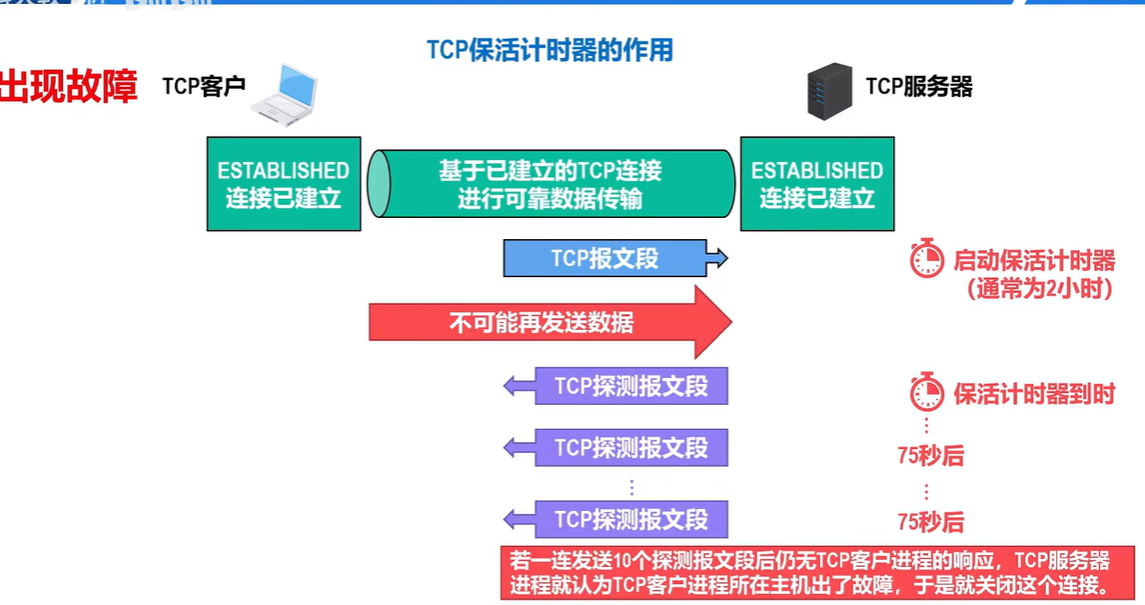 TCP保活计时器的作用
出现故障
TCP客户
TCP服务器
ESTABLISHED
连接已建立
基于已建立的TCP连接
进行可靠数据传输
ESTABLISHED
连接已建立
TCP报文段
启动保活计时器
（通常为2小时）
不可能再发送数据
TCP探测报文段
保活计时器到时
TCP探测报文段
75秒后
TCP探测报文段
75秒后
若一连发送10个探测报文段后仍无TCP客户进程的响应，TCP服务器
进程就认为TCP客户进程所在主机出了故障，于是就关闭这个连接。